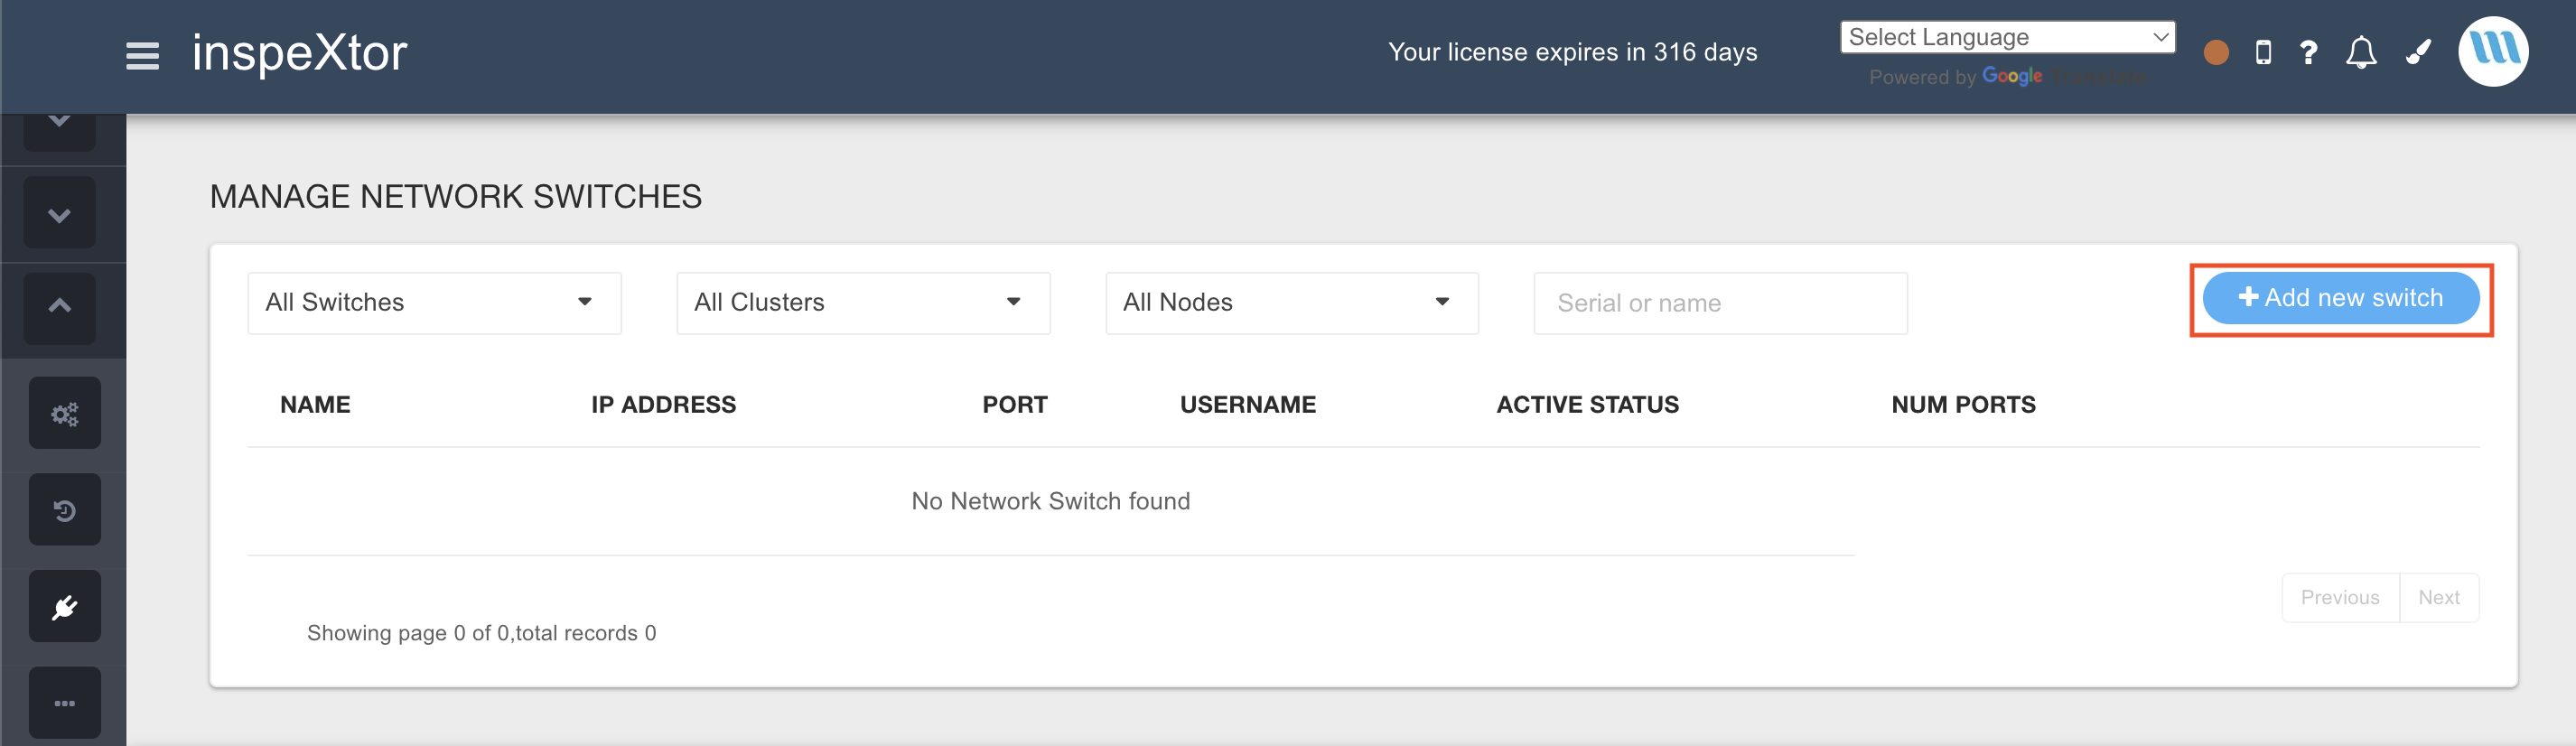 inspeXtor
Your license expires in 316 days
Select Language
Powered by Google
MANAGE NETWORK SWITCHES
All Switches
All Clusters
All Nodes
Serial or name
Add new switch
NAME IP ADDRESS PORT USERNAME ACTIVE STATUS NUM PORTS
No Network Switch found
Previous Next
Showing page 0 of 0,total records 0